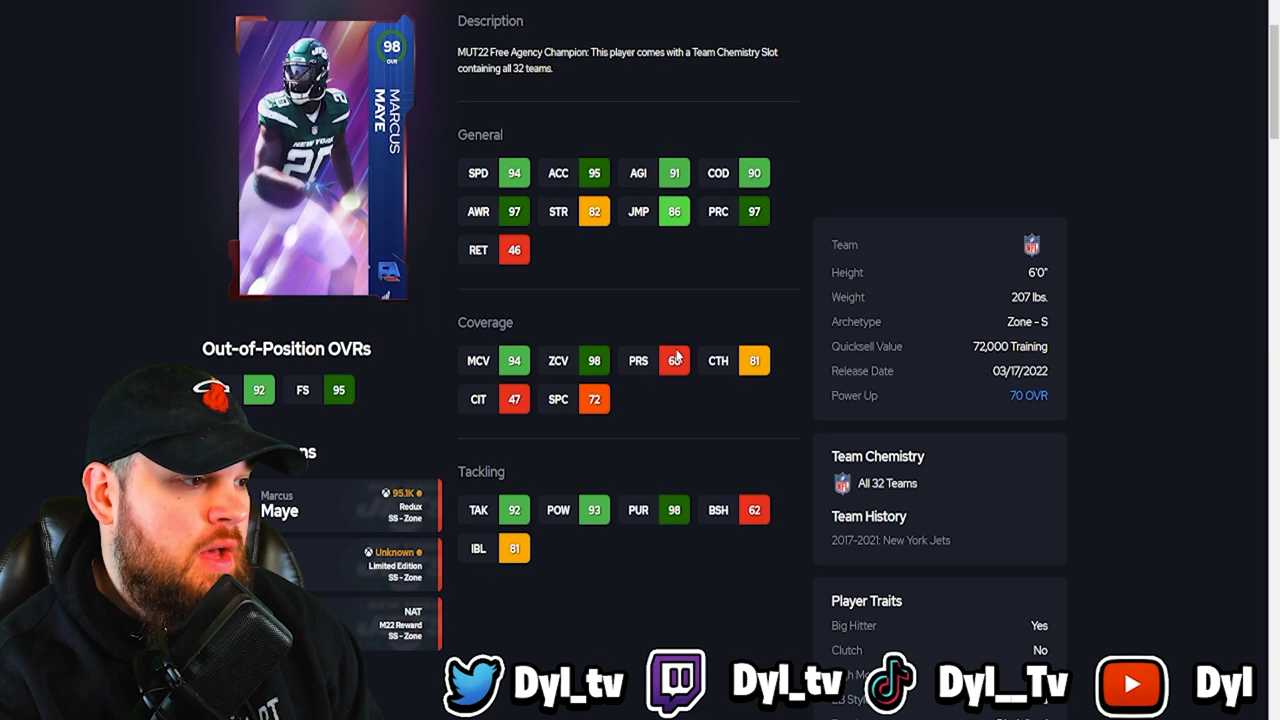 98
OVR
MARCUS
MAYE
NEW YORK
20
FA
Description
MUT22 Free Agency Champion: This player comes with a Team Chemistry Slot
containing all 32 teams.
General
SPD 94 ACC 95 AGI 91 COD 90
AWR 97 STR 82 JMP 86 PRC 97
RET 46
Coverage
MCV 94 ZCV 98 PRS CTH 81
CIT 47 SPC 72
Tackling
TAK 92 POW 93 PUR 98 BSH 62
IBL 81
Out-of-Position OVRs
92 FS 95
Marcus
Maye
95.1K
Redux
SS - Zone
Unknown
Limited Edition
SS - Zone
NAT
M22 Reward
SS - Zone
Team NFL
Height 6'0"
Weight 207 lbs.
Archetype Zone - S
Quicksell Value 72,000 Training
Release Date 03/17/2022
Power Up 70 OVR
Team Chemistry
NFL All 32 Teams
Team History
2017-2021: New York Jets
Player Traits
Big Hitter Yes
Clutch No
Dyl_tv Dyl_tv Dyl__Tv Dyl